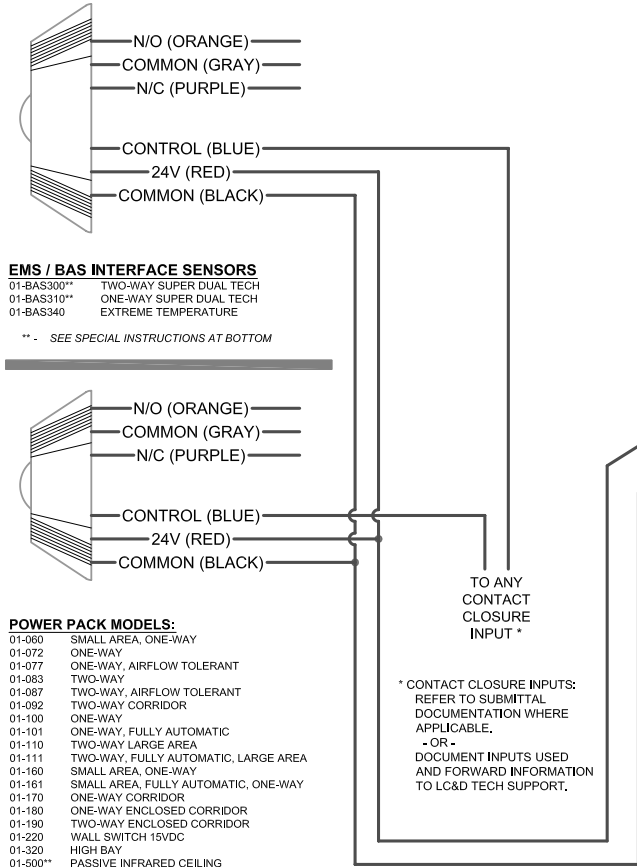 N/O (ORANGE)
COMMON (GRAY)
N/C (PURPLE)
CONTROL (BLUE)
24V (RED)
COMMON (BLACK)
EMS / BAS INTERFACE SENSORS
01-BAS300** TWO-WAY SUPER DUAL TECH
01-BAS310** ONE-WAY SUPER DUAL TECH
01-BAS340 EXTREME TEMPERATURE
** - SEE SPECIAL INSTRUCTIONS AT BOTTOM
N/O (ORANGE)
COMMON (GRAY)
N/C (PURPLE)
CONTROL (BLUE)
24V (RED)
COMMON (BLACK)
TO ANY
CONTACT
CLOSURE
INPUT *
POWER PACK MODELS:
01-060 SMALL AREA, ONE-WAY
01-072 ONE-WAY
01-077 ONE-WAY, AIRFLOW TOLERANT
01-083 TWO-WAY
01-087 TWO-WAY, AIRFLOW TOLERANT
01-092 TWO-WAY CORRIDOR
01-100 ONE-WAY
01-101 ONE-WAY, FULLY AUTOMATIC
01-110 TWO-WAY LARGE AREA
01-111 TWO-WAY, FULLY AUTOMATIC, LARGE AREA
01-160 SMALL AREA, ONE-WAY
01-161 SMALL AREA, FULLY AUTOMATIC, ONE-WAY
01-170 ONE-WAY CORRIDOR
01-180 ONE-WAY ENCLOSED CORRIDOR
01-190 TWO-WAY ENCLOSED CORRIDOR
01-220 WALL SWITCH 15VDC
01-320 HIGH BAY
01-500** PASSIVE INFRARED CEILING
* CONTACT CLOSURE INPUTS:
REFER TO SUBMITTAL
DOCUMENTATION WHERE
APPLICABLE.
- OR -
DOCUMENT INPUTS USED
AND FORWARD INFORMATION
TO LC&D TECH SUPPORT.